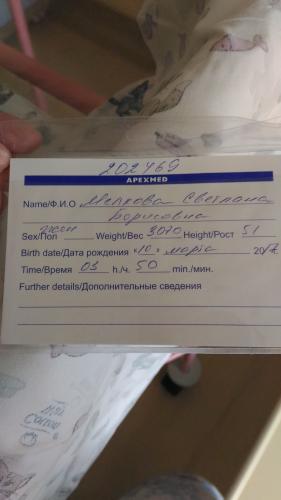 202469
APEXMED
Name/Ф.И.О Мелкова Светлана
Борисовна
Sex/Пол жен Weight/Вес 3070 Height/Рост 51
Birth date/Дата рождения «10» марта 2017
Time/Время 03 h./ч. 50 min./мин.
Further details/Дополнительные сведения